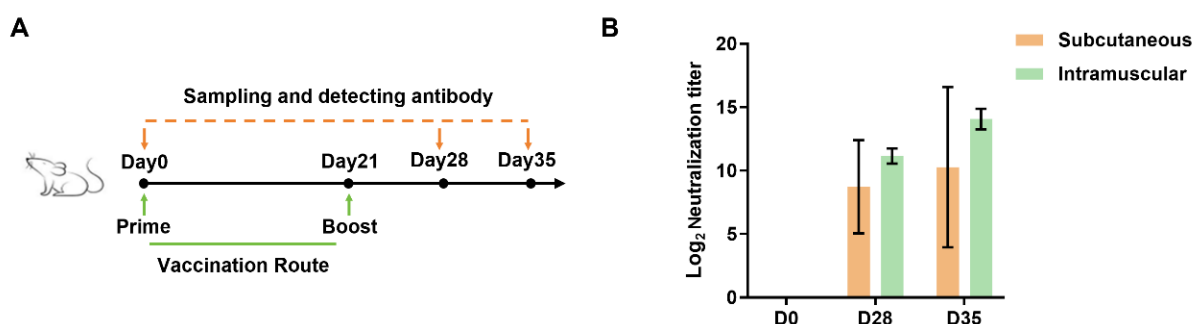 A
Sampling and detecting antibody
Day0 Day21 Day28 Day35
Prime Boost
Vaccination Route
B
Subcutaneous
Intramuscular
Log₂ Neutralization titer
20
15
10
5
0
D0 D28 D35